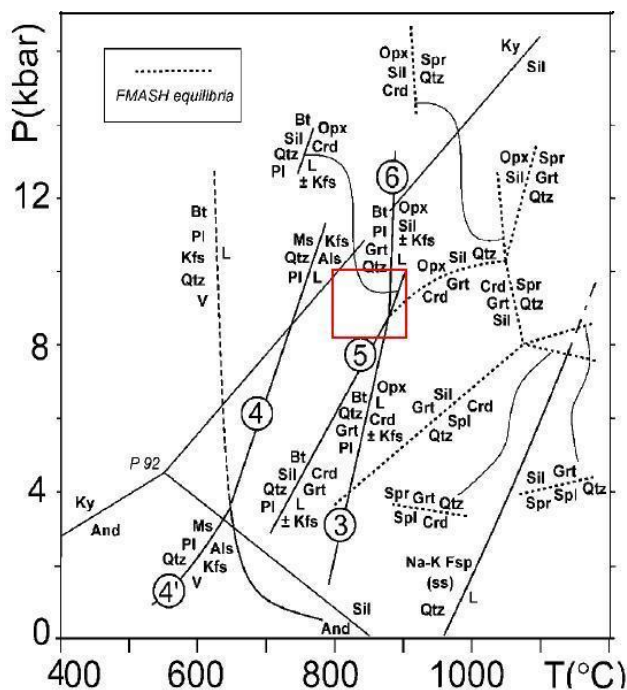 P(kbar)
FMASH equilibria
Opx Spr
Sil Qtz
Crd
Ky
Sil
Bt Opx
Sil Crd
Qtz L
Pl ± Kfs
12
6
Opx Spr
Sil Grt
Qtz
Bt Opx
Pl Sil
Grt ± Kfs
Qtz L
Bt
Pl
Kfs L
Qtz
V
Ms Kfs
Qtz Als
Pl L
Opx Sil Qtz
Crd Grt
Crd Spr
Grt Qtz
Sil
8
5
Bt Opx
Qtz L
Grt Crd
Pl ± Kfs
Grt Sil
Spl Crd
Qtz
4
P 92
4
Ky
And
Bt
Sil Crd
Qtz Grt
Pl L
± Kfs
Spr Grt Qtz
Spl Crd
Sil Grt
Spr Spl Qtz
3
Ms
Pl Als
Qtz Kfs
V
4'
Na-K Fsp
(ss)
Qtz L
Sil
And
0
400 600 800 1000 T(°C)